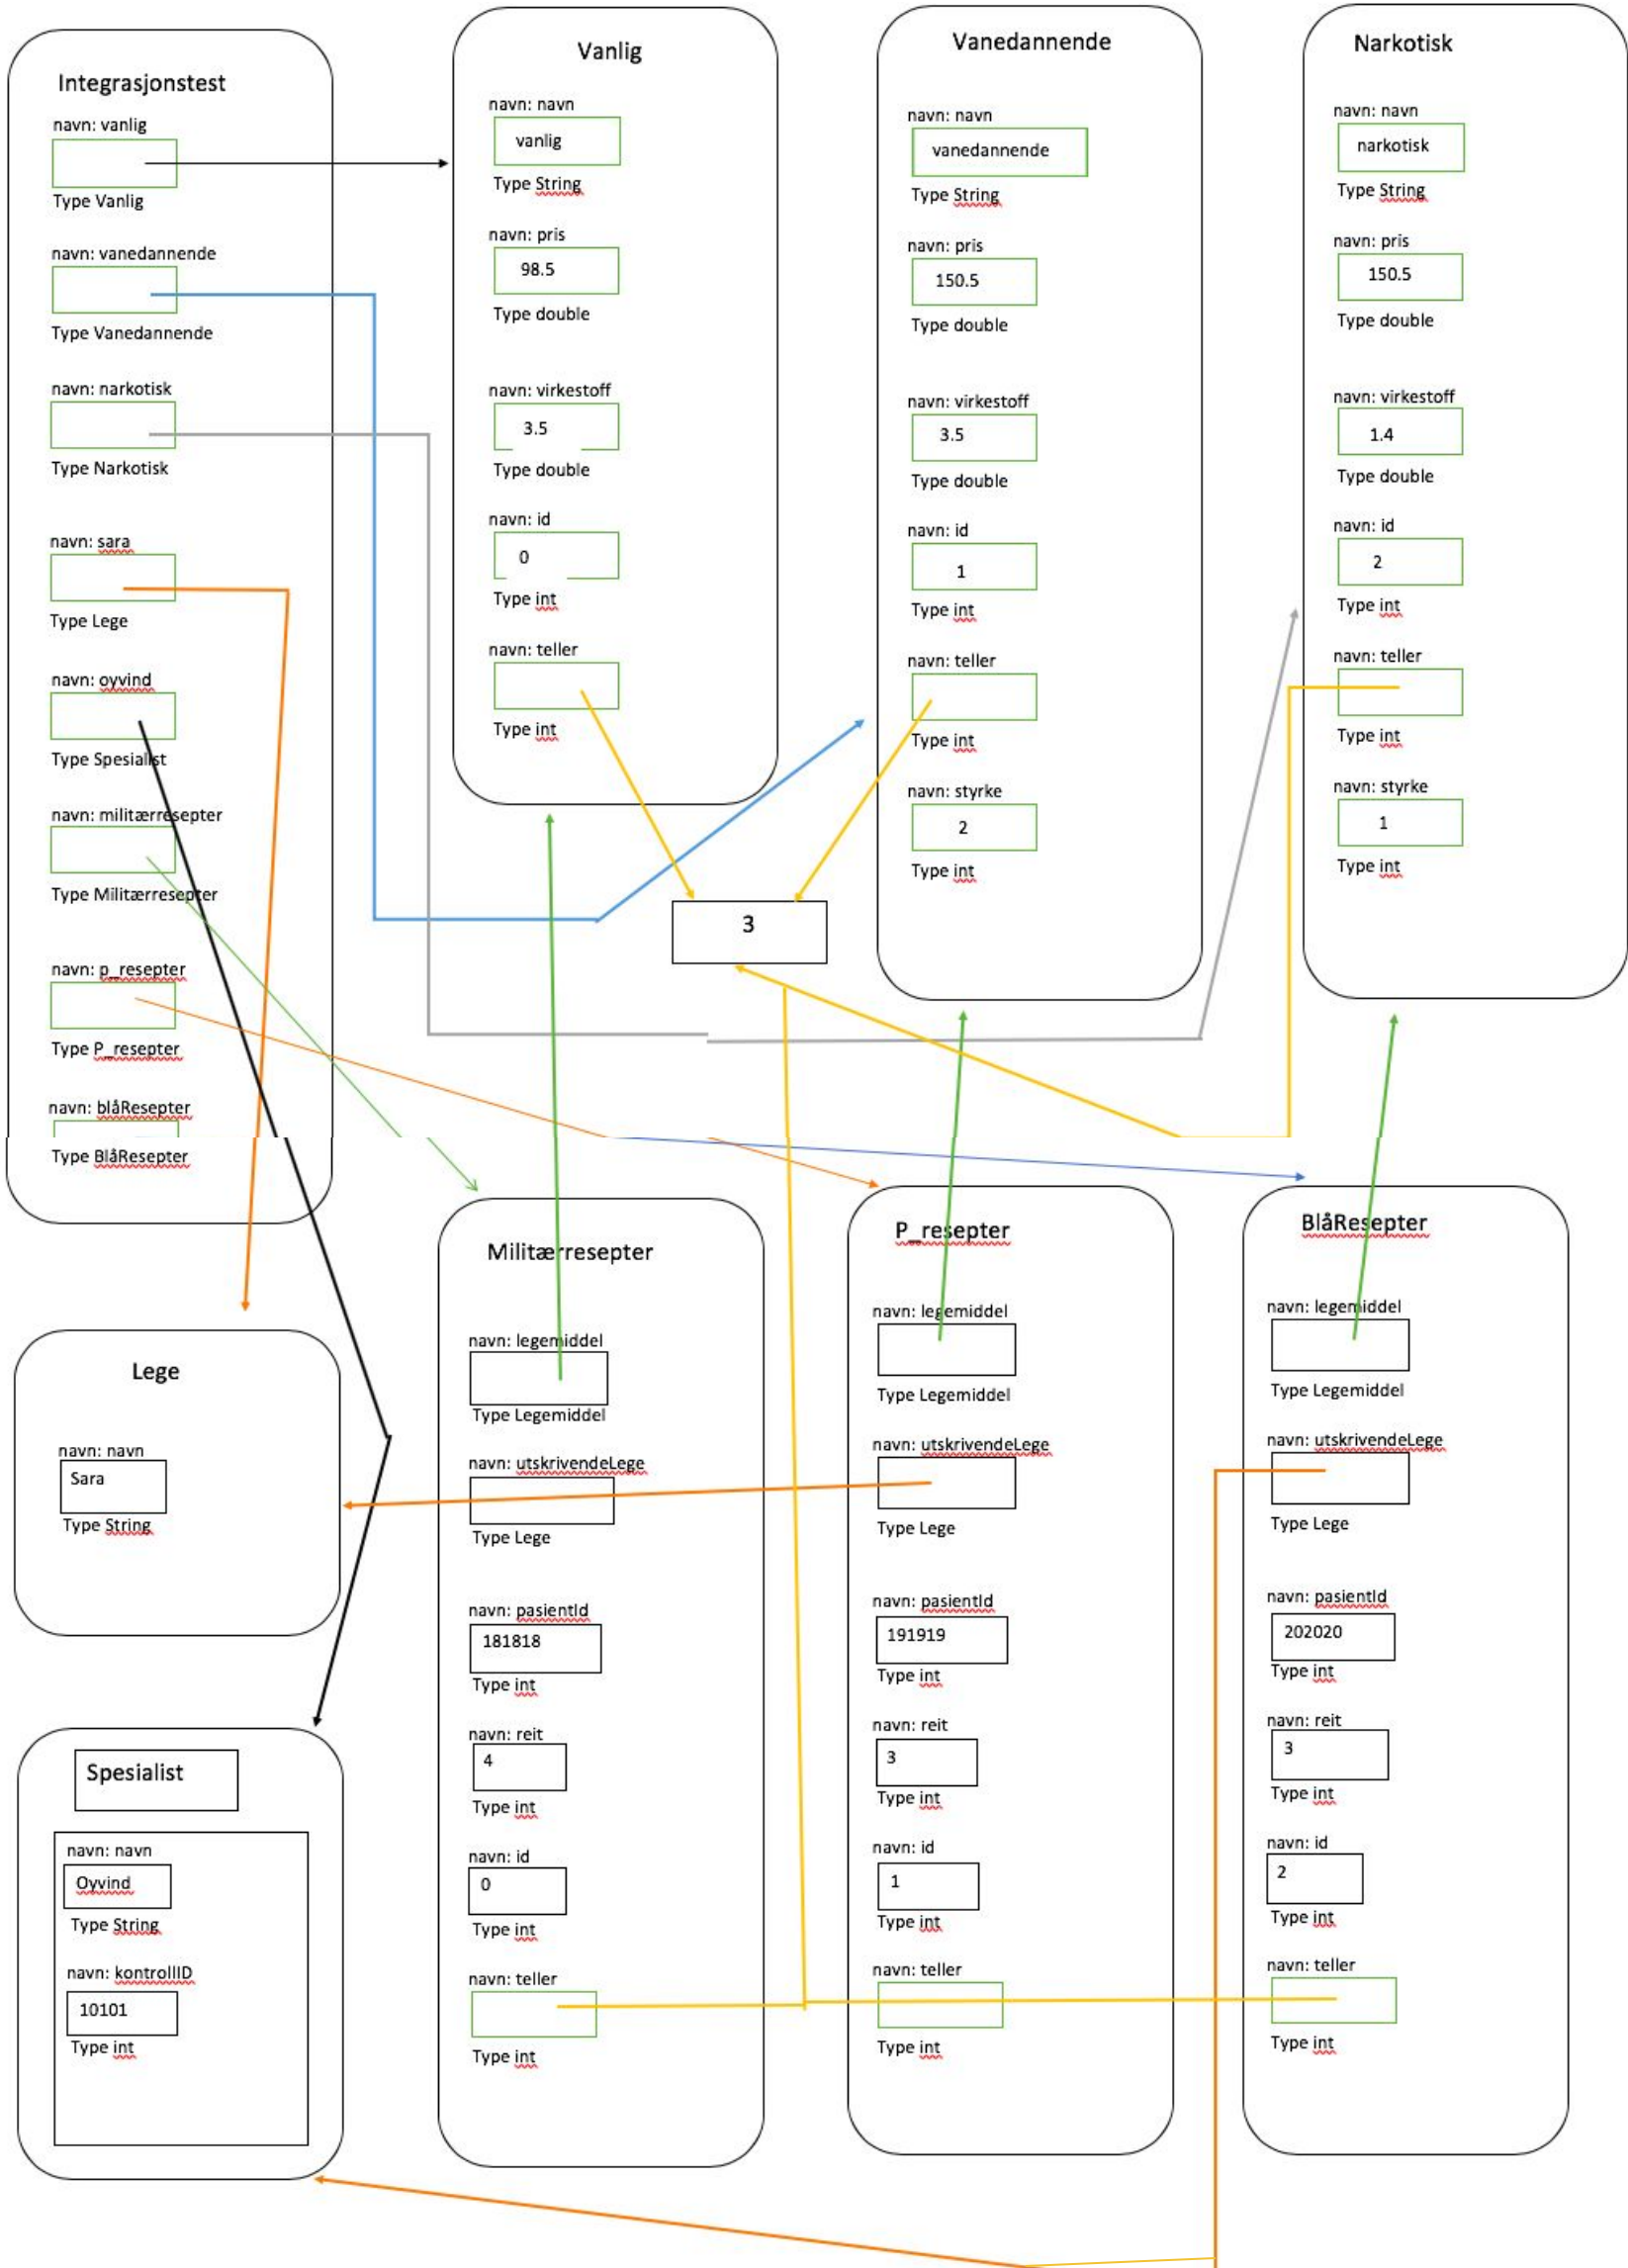 Integrasjonstest
navn: vanlig
Type Vanlig
navn: vanedannende
Type Vanedannende
navn: narkotisk
Type Narkotisk
navn: sara
Type Lege
navn: oyvind
Type Spesialist
navn: militærresepter
Type Militærresepter
navn: p_resepter
Type P_resepter
navn: blåResepter
Type BlåResepter
Vanlig
navn: navn
vanlig
Type String
navn: pris
98.5
Type double
navn: virkestoff
3.5
Type double
navn: id
0
Type int
navn: teller
Type int
Vanedannende
navn: navn
vanedannende
Type String
navn: pris
150.5
Type double
navn: virkestoff
3.5
Type double
navn: id
1
Type int
navn: teller
Type int
navn: styrke
2
Type int
Narkotisk
navn: navn
narkotisk
Type String
navn: pris
150.5
Type double
navn: virkestoff
1.4
Type double
navn: id
2
Type int
navn: teller
Type int
navn: styrke
1
Type int
3
Lege
navn: navn
Sara
Type String
Spesialist
navn: navn
Oyvind
Type String
navn: kontrollID
10101
Type int
Militærresepter
navn: legemiddel
Type Legemiddel
navn: utskrivendeLege
Type Lege
navn: pasientId
181818
Type int
navn: reit
4
Type int
navn: id
0
Type int
navn: teller
Type int
P_resepter
navn: legemiddel
Type Legemiddel
navn: utskrivendeLege
Type Lege
navn: pasientId
191919
Type int
navn: reit
3
Type int
navn: id
1
Type int
navn: teller
Type int
BlåResepter
navn: legemiddel
Type Legemiddel
navn: utskrivendeLege
Type Lege
navn: pasientId
202020
Type int
navn: reit
3
Type int
navn: id
2
Type int
navn: teller
Type int